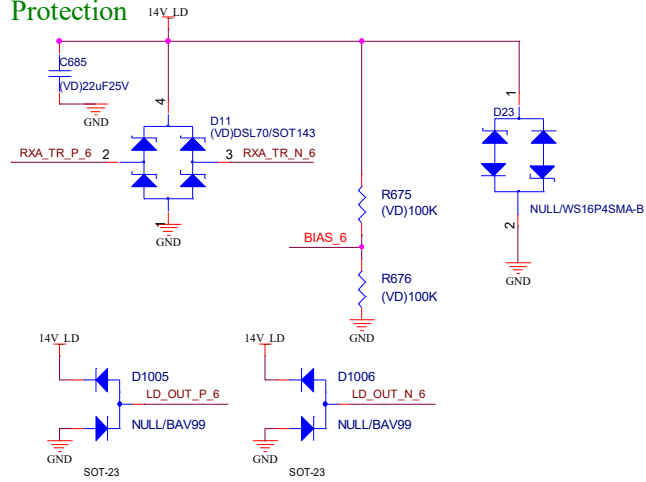 Protection
14V_LD
C685
(VD)22uF25V
GND
4
D11
(VD)DSL70/SOT143
RXA_TR_P_6
2
3
RXA_TR_N_6
1
GND
R675
(VD)100K
BIAS_6
R676
(VD)100K
GND
1
D23
NULL/WS16P4SMA-B
2
GND
14V_LD
D1005
LD_OUT_P_6
NULL/BAV99
GND
SOT-23
14V_LD
D1006
LD_OUT_N_6
NULL/BAV99
GND
SOT-23